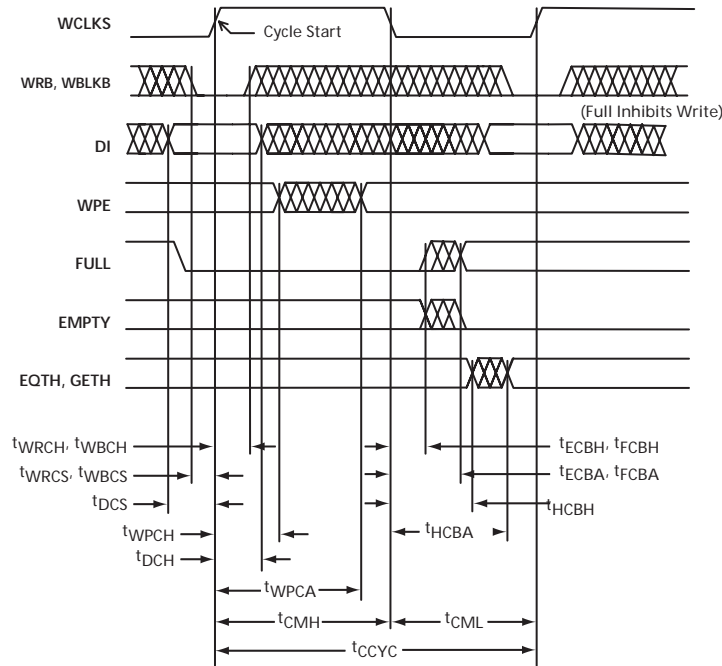 WCLKS
Cycle Start
WRB, WBLKB
(Full Inhibits Write)
DI
WPE
FULL
EMPTY
EQTH, GETH
tWRCH, tWBCH
tECBH, tFCBH
tWRCS, tWBCS
tECBA, tFCBA
tDCS
tHCBH
tWPCH
tHCBA
tDCH
tWPCA
tCMH
tCML
tCCYC